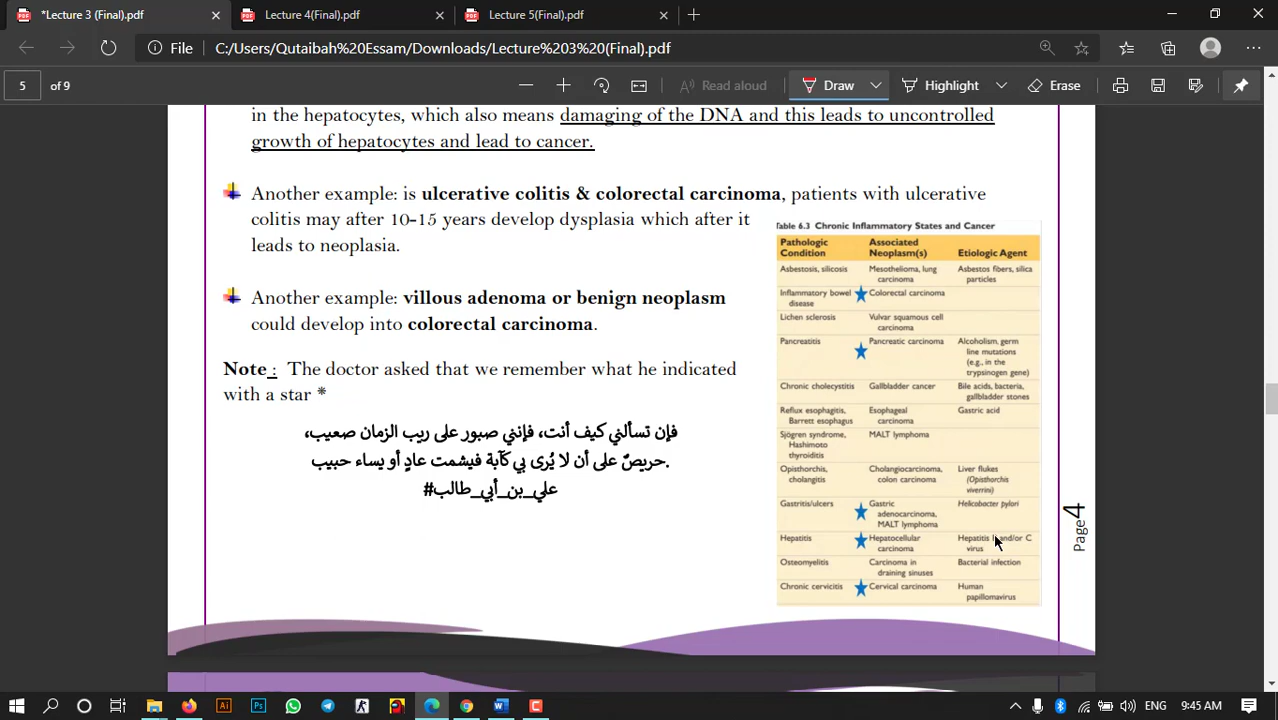 *Lecture 3 (Final).pdf
Lecture 4(Final).pdf
Lecture 5(Final).pdf
File
C:/Users/Qutaibah%20Essam/Downloads/Lecture%203%20(Final).pdf
5 of 9
Read aloud
Draw
Highlight
Erase
in the hepatocytes, which also means damaging of the DNA and this leads to uncontrolled
growth of hepatocytes and lead to cancer.
Another example: is ulcerative colitis & colorectal carcinoma, patients with ulcerative
colitis may after 10-15 years develop dysplasia which after it
leads to neoplasia.
Another example: villous adenoma or benign neoplasm
could develop into colorectal carcinoma.
Note : The doctor asked that we remember what he indicated
with a star *
فإن تسألنني كيف أنت، فإنني صبور على ريب الزمان صعيب،
حريصٌ على أن لا يُرى بي كآبة فيشمت عادٍ أو يساء حبيب.
#علي_بن_أبي_طالب
Table 6.3 Chronic Inflammatory States and Cancer
Pathologic Condition
Associated Neoplasm(s)
Etiologic Agent
Asbestosis, silicosis
Mesothelioma, lung carcinoma
Asbestos fibers, silica particles
Inflammatory bowel disease
Colorectal carcinoma
Lichen sclerosis
Vulvar squamous cell carcinoma
Pancreatitis
Pancreatic carcinoma
Alcoholism, germ line mutations (e.g., in the trypsinogen gene)
Chronic cholecystitis
Gallbladder cancer
Bile acids, bacteria, gallbladder stones
Reflux esophagitis, Barrett esophagus
Esophageal carcinoma
Gastric acid
Sjögren syndrome, Hashimoto thyroiditis
MALT lymphoma
Opisthorchis, cholangitis
Cholangiocarcinoma, colon carcinoma
Liver flukes (Opisthorchis viverrini)
Gastritis/ulcers
Gastric adenocarcinoma, MALT lymphoma
Helicobacter pylori
Hepatitis
Hepatocellular carcinoma
Hepatitis and/or C virus
Osteomyelitis
Carcinoma in draining sinuses
Bacterial infection
Chronic cervicitis
Cervical carcinoma
Human papillomavirus
Page4
ENG
9:45 AM